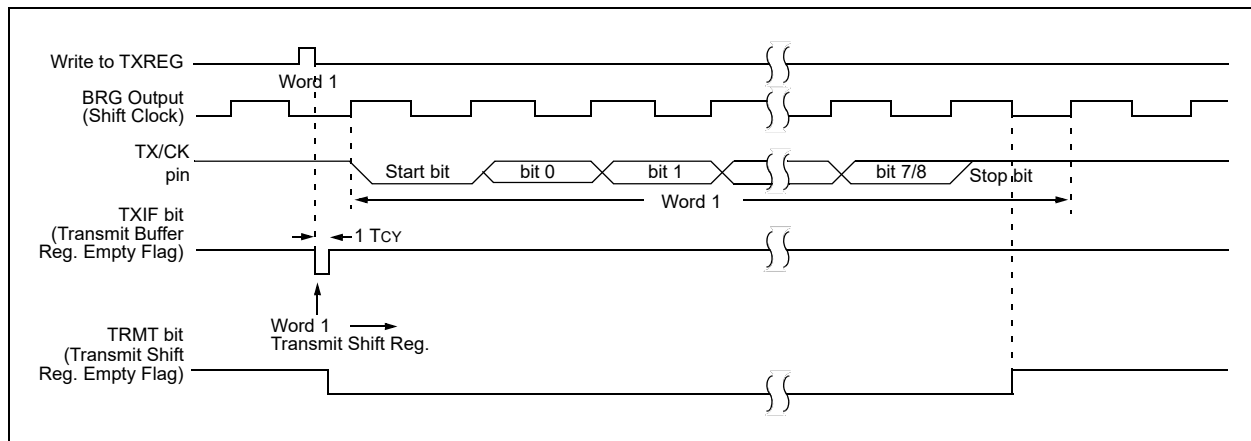 Write to TXREG
Word 1
BRG Output
(Shift Clock)
TX/CK
pin
Start bit
bit 0
bit 1
bit 7/8
Stop bit
Word 1
TXIF bit
(Transmit Buffer
Reg. Empty Flag)
1 TCY
Word 1
Transmit Shift Reg.
TRMT bit
(Transmit Shift
Reg. Empty Flag)